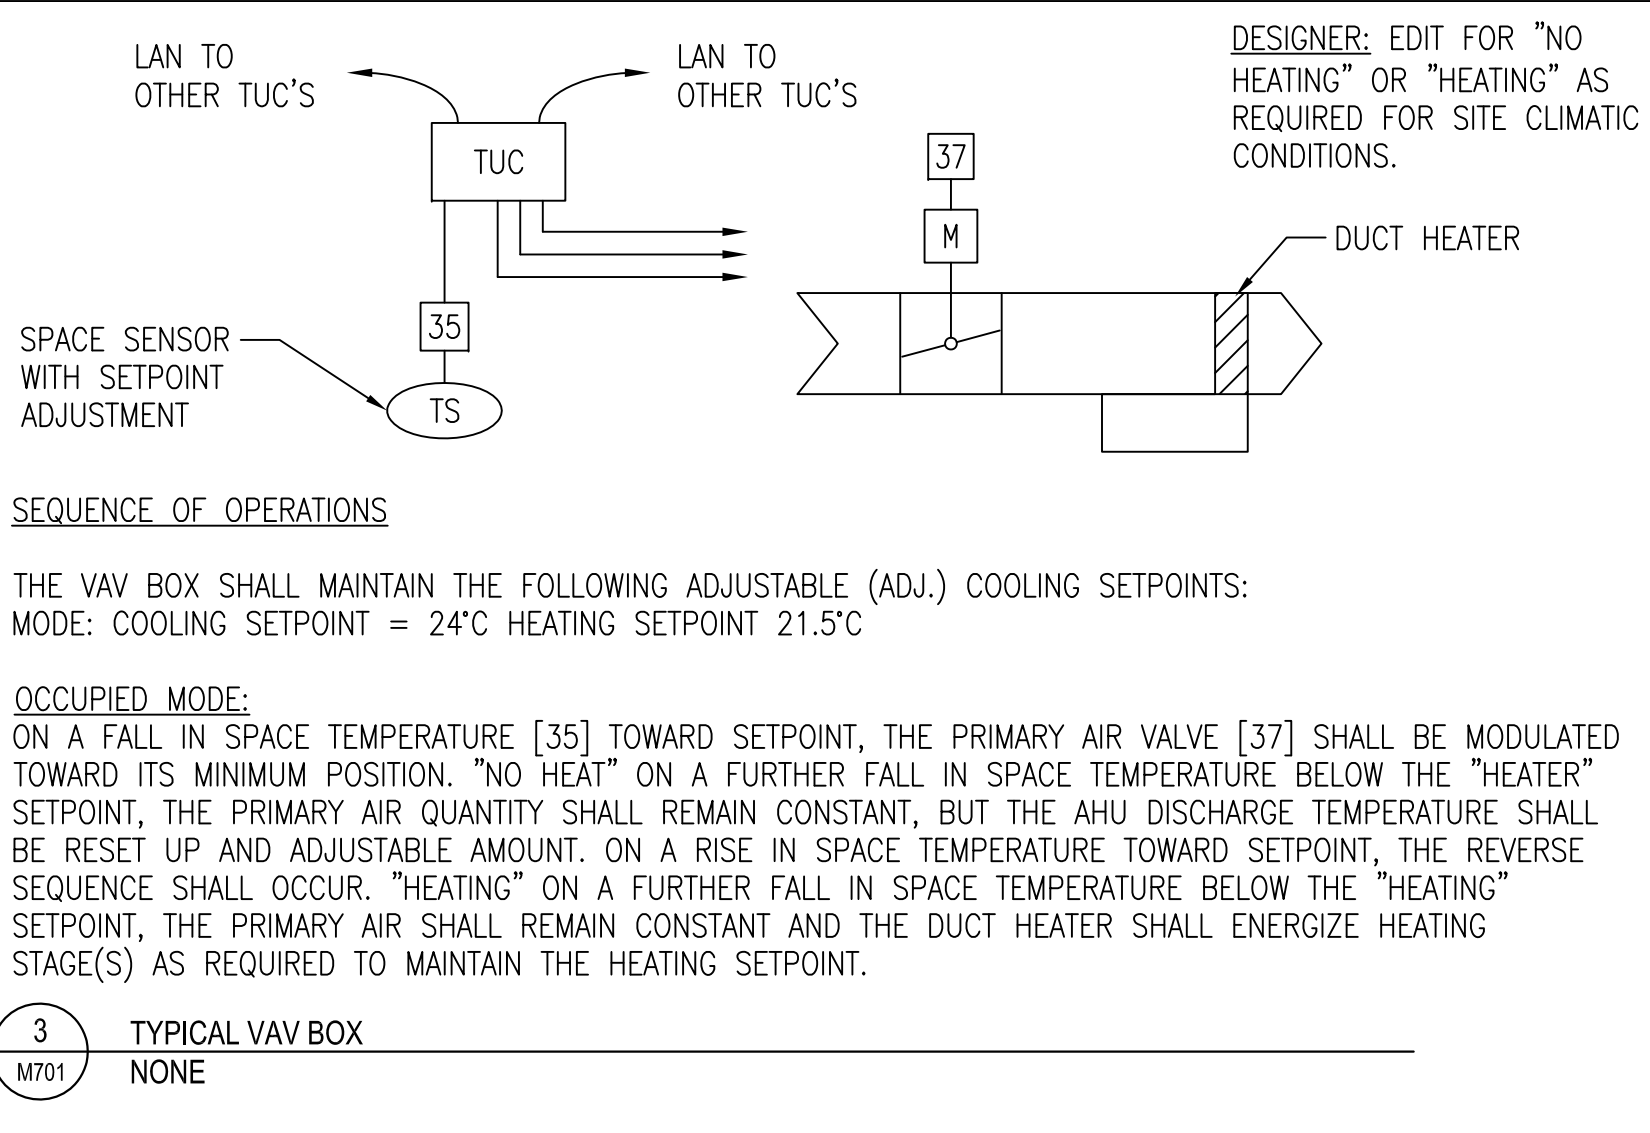 LAN TO
OTHER TUC'S
LAN TO
OTHER TUC'S
DESIGNER: EDIT FOR "NO
HEATING" OR "HEATING" AS
REQUIRED FOR SITE CLIMATIC
CONDITIONS.
TUC
37
M
DUCT HEATER
35
SPACE SENSOR
WITH SETPOINT
ADJUSTMENT
TS
SEQUENCE OF OPERATIONS
THE VAV BOX SHALL MAINTAIN THE FOLLOWING ADJUSTABLE (ADJ.) COOLING SETPOINTS:
MODE: COOLING SETPOINT = 24°C HEATING SETPOINT 21.5°C
OCCUPIED MODE:
ON A FALL IN SPACE TEMPERATURE [35] TOWARD SETPOINT, THE PRIMARY AIR VALVE [37] SHALL BE MODULATED
TOWARD ITS MINIMUM POSITION. "NO HEAT" ON A FURTHER FALL IN SPACE TEMPERATURE BELOW THE "HEATER"
SETPOINT, THE PRIMARY AIR QUANTITY SHALL REMAIN CONSTANT, BUT THE AHU DISCHARGE TEMPERATURE SHALL
BE RESET UP AND ADJUSTABLE AMOUNT. ON A RISE IN SPACE TEMPERATURE TOWARD SETPOINT, THE REVERSE
SEQUENCE SHALL OCCUR. "HEATING" ON A FURTHER FALL IN SPACE TEMPERATURE BELOW THE "HEATING"
SETPOINT, THE PRIMARY AIR SHALL REMAIN CONSTANT AND THE DUCT HEATER SHALL ENERGIZE HEATING
STAGE(S) AS REQUIRED TO MAINTAIN THE HEATING SETPOINT.
3
TYPICAL VAV BOX
M701
NONE